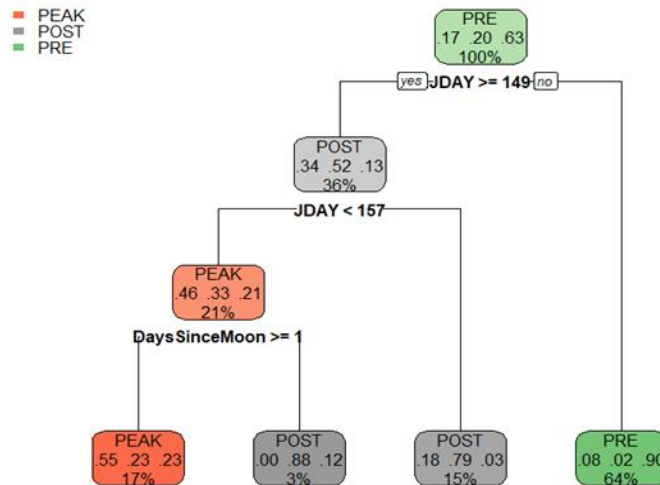 PEAK
POST
PRE
PRE
.17 .20 .63
100%
yes JDAY >= 149 no
POST
.34 .52 .13
36%
JDAY < 157
PEAK
.46 .33 .21
21%
DaysSinceMoon >= 1
PEAK
.55 .23 .23
17%
POST
.00 .88 .12
3%
POST
.18 .79 .03
15%
PRE
.08 .02 .90
64%